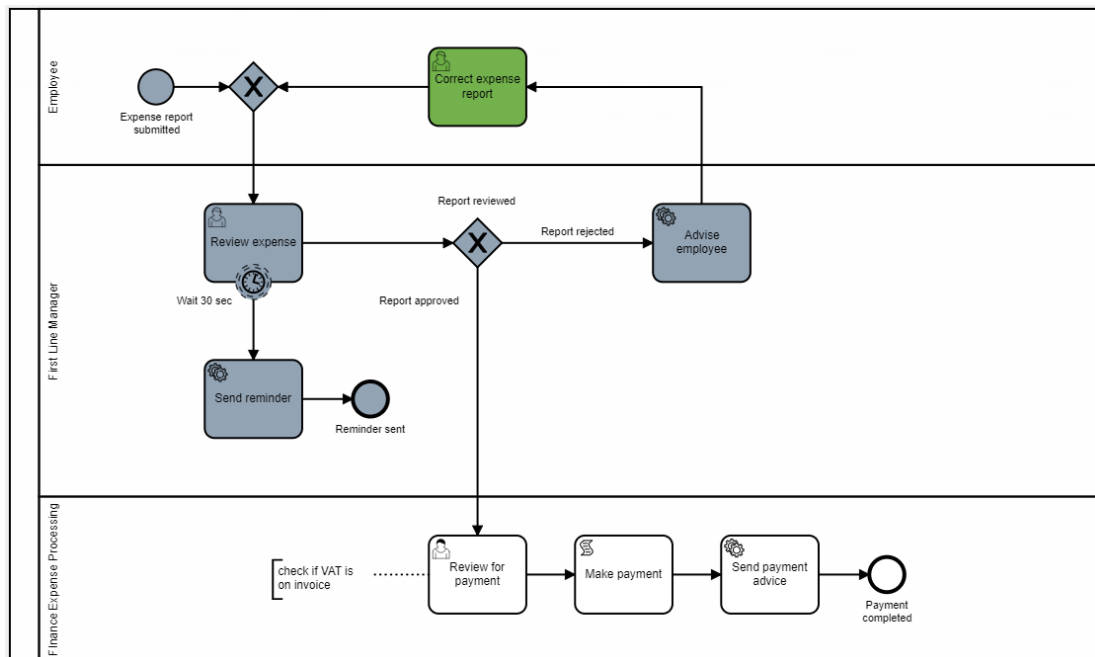 Employee
Expense report
submitted
Correct expense
report
First Line Manager
Review expense
Wait 30 sec
Report reviewed
Report rejected
Advise
employee
Report approved
Send reminder
Reminder sent
FInance Expense Processing
check if VAT is
on invoice
Review for
payment
Make payment
Send payment
advice
Payment
completed